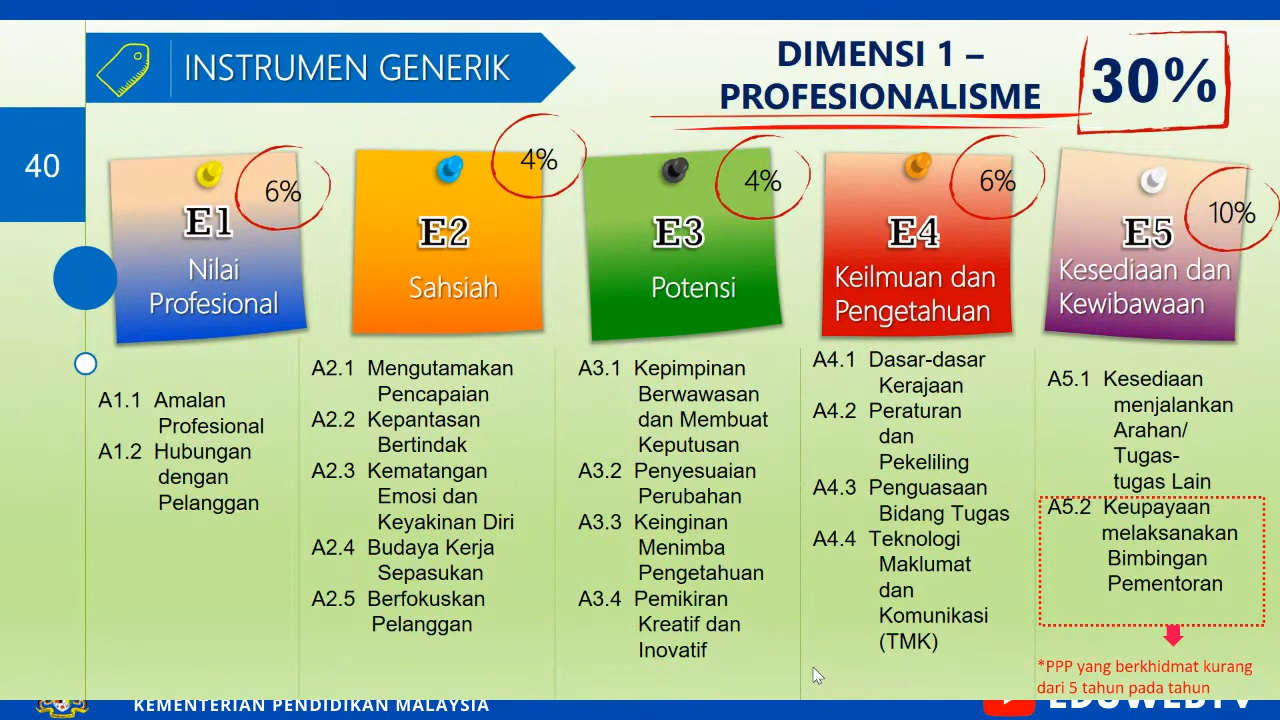 INSTRUMEN GENERIK
DIMENSI 1 –
PROFESIONALISME
30%
40
6%
E1
Nilai
Profesional
A1.1 Amalan
Profesional
A1.2 Hubungan
dengan
Pelanggan
4%
E2
Sahsiah
A2.1 Mengutamakan
Pencapaian
A2.2 Kepantasan
Bertindak
A2.3 Kematangan
Emosi dan
Keyakinan Diri
A2.4 Budaya Kerja
Sepasukan
A2.5 Berfokuskan
Pelanggan
4%
E3
Potensi
A3.1 Kepimpinan
Berwawasan
dan Membuat
Keputusan
A3.2 Penyesuaian
Perubahan
A3.3 Keinginan
Menimba
Pengetahuan
A3.4 Pemikiran
Kreatif dan
Inovatif
6%
E4
Keilmuan dan
Pengetahuan
A4.1 Dasar-dasar
Kerajaan
A4.2 Peraturan
dan
Pekeliling
A4.3 Penguasaan
Bidang Tugas
A4.4 Teknologi
Maklumat
dan
Komunikasi
(TMK)
10%
E5
Kesediaan dan
Kewibawaan
A5.1 Kesediaan
menjalankan
Arahan/
Tugas-
tugas Lain
A5.2 Keupayaan
melaksanakan
Bimbingan
Pementoran
*PPP yang berkhidmat kurang
dari 5 tahun pada tahun
KEMENTERIAN PENDIDIKAN MALAYSIA
EDUWEBTV